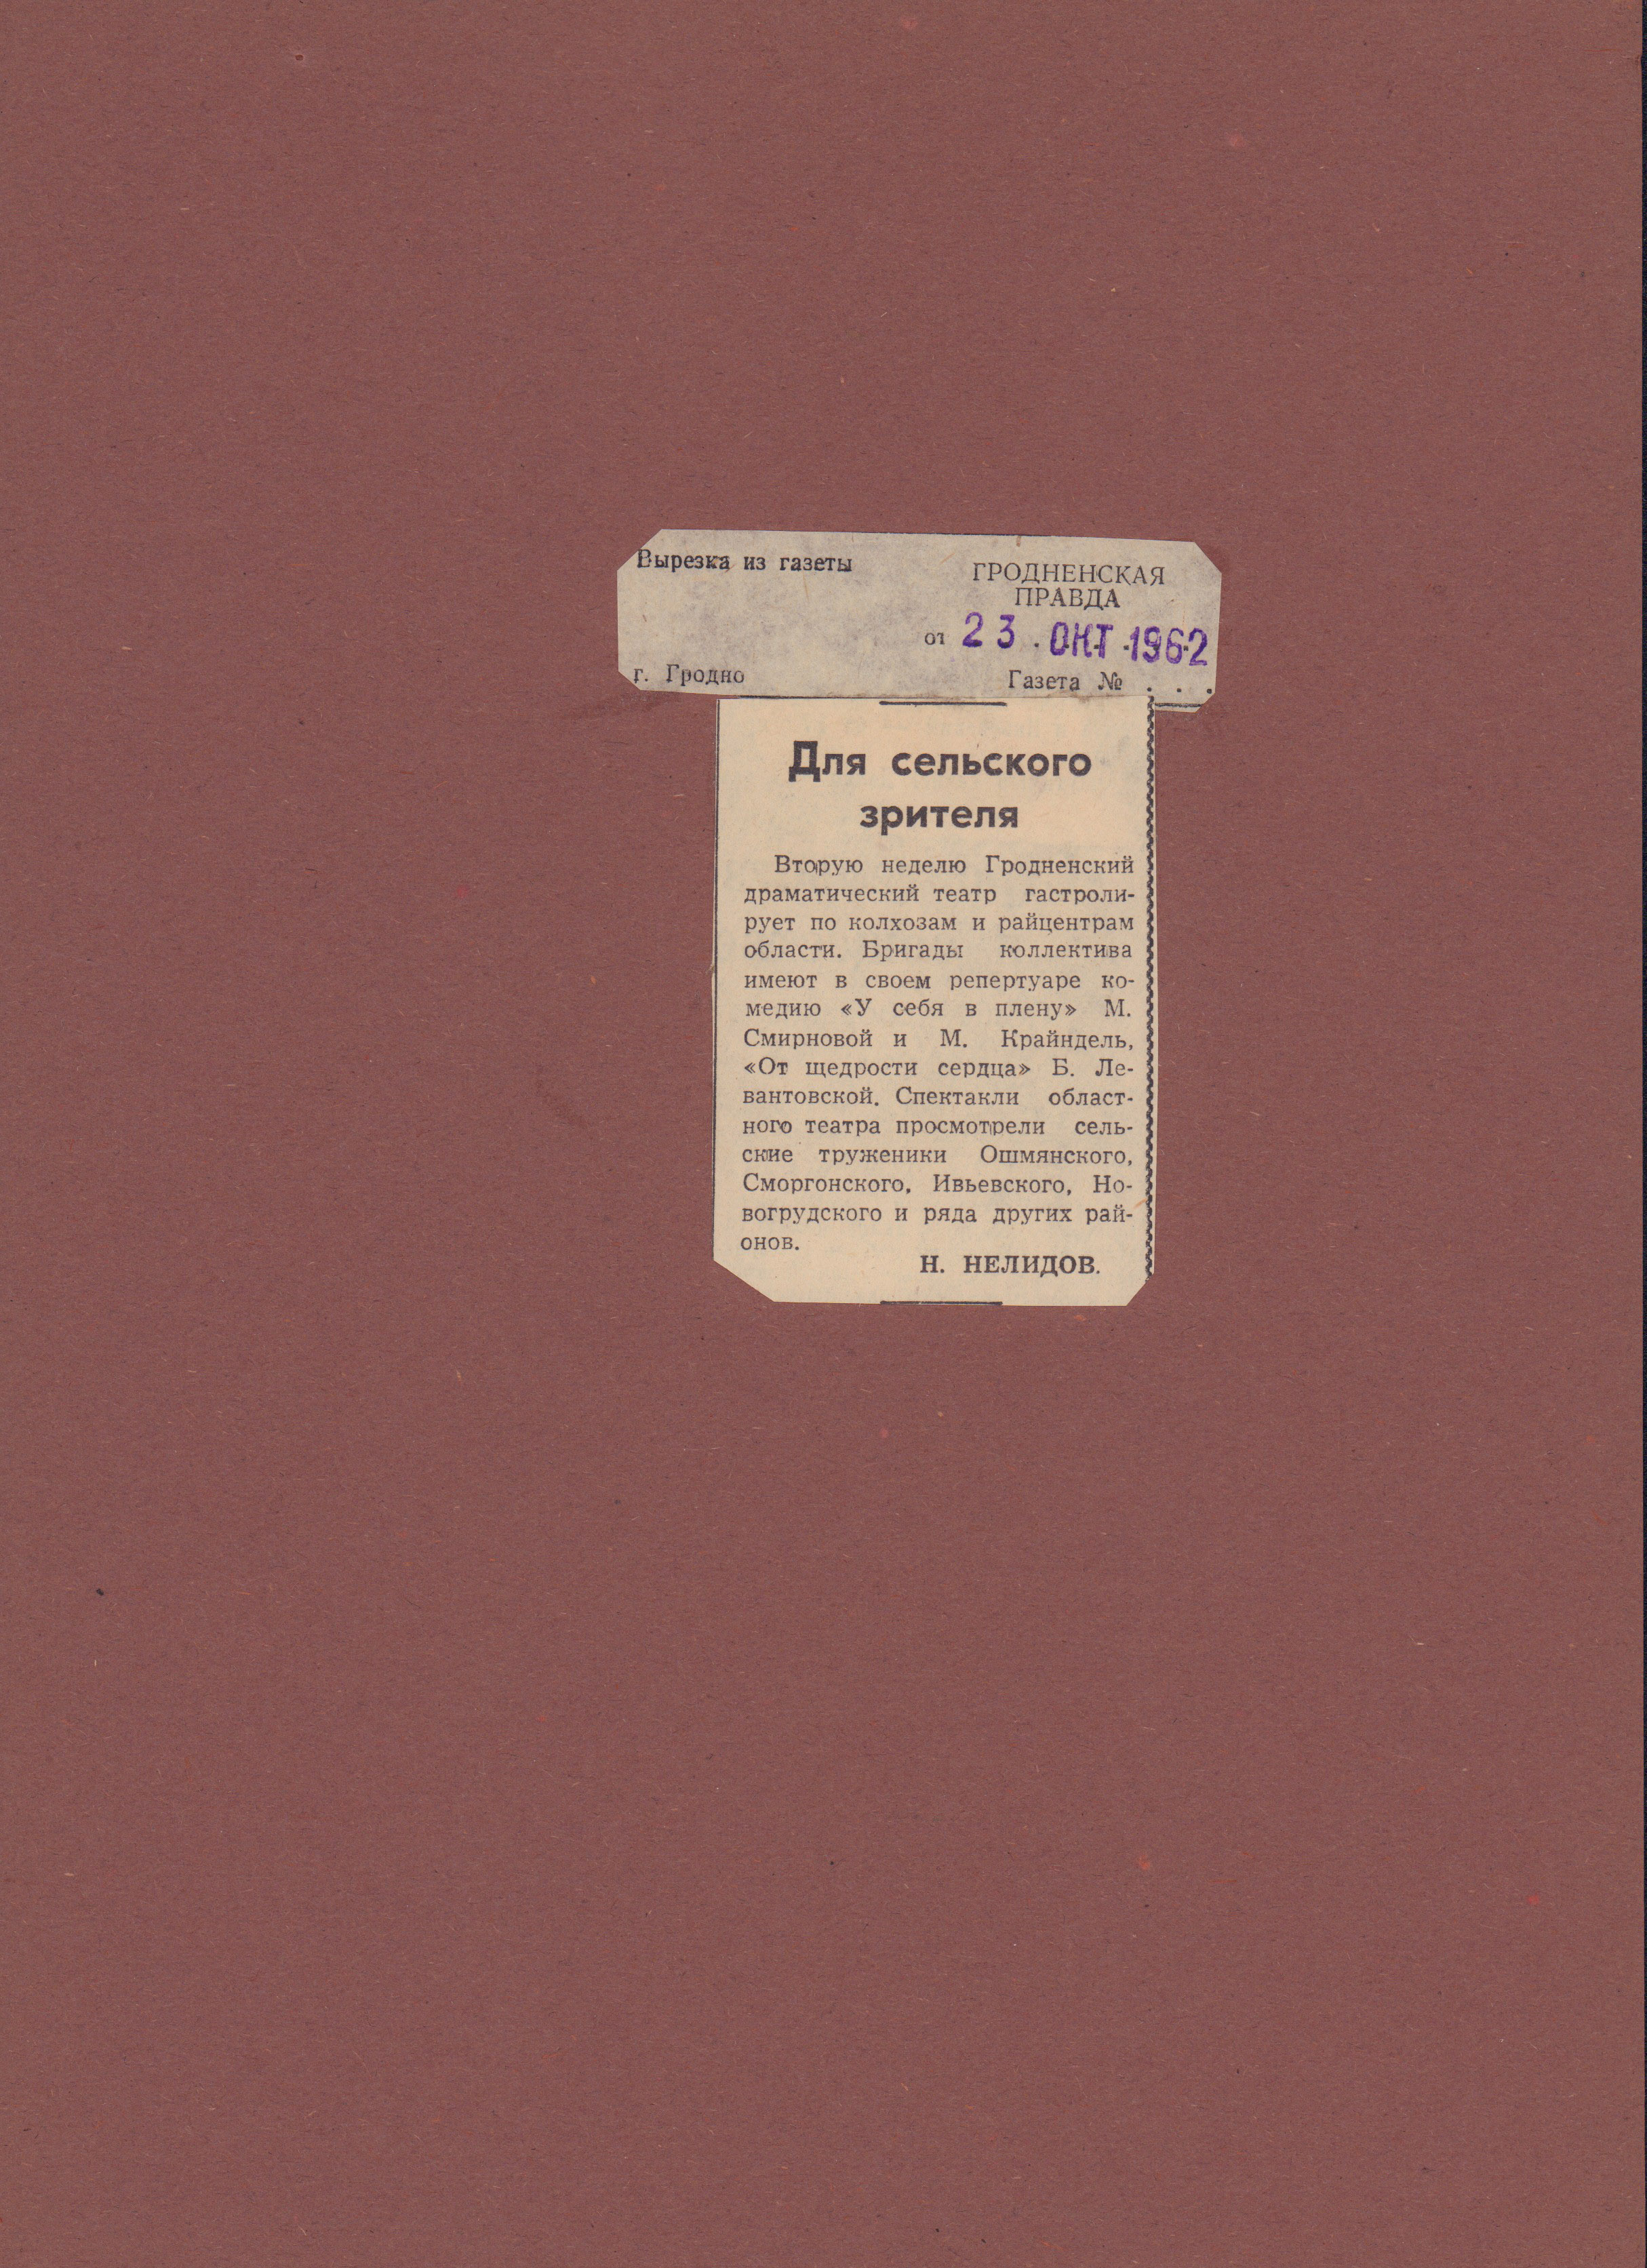 Вырезка из газеты
ГРОДНЕНСКАЯ
ПРАВДА
от 23. ОКТ. 1962
г. Гродно
Газета № . . .
Для сельского
зрителя
Вторую неделю Гродненский
драматический театр гастроли-
рует по колхозам и райцентрам
области. Бригады коллектива
имеют в своем репертуаре ко-
медию «У себя в плену» М.
Смирновой и М. Крайндель,
«От щедрости сердца» Б. Ле-
вантовской. Спектакли област-
ного театра просмотрели сель-
ские труженики Ошмянского,
Сморгонского, Ивьевского, Но-
вогрудского и ряда других рай-
онов.
Н. НЕЛИДОВ.